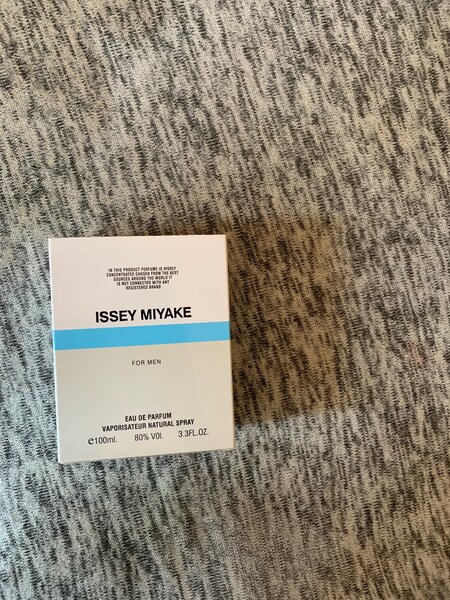 IN THIS PRODUCT PERFUME IS HIGHLY
CONCENTRATED CHOSEN FROM THE BEST
SOURCES AROUND THE WORLD IT
IS NOT CONNECTED WITH ANY
REGISTERED BRAND
ISSEY MIYAKE
FOR MEN
EAU DE PARFUM
VAPORISATEUR NATURAL SPRAY
℮100ml. 80% VOl. 3.3FL.OZ.